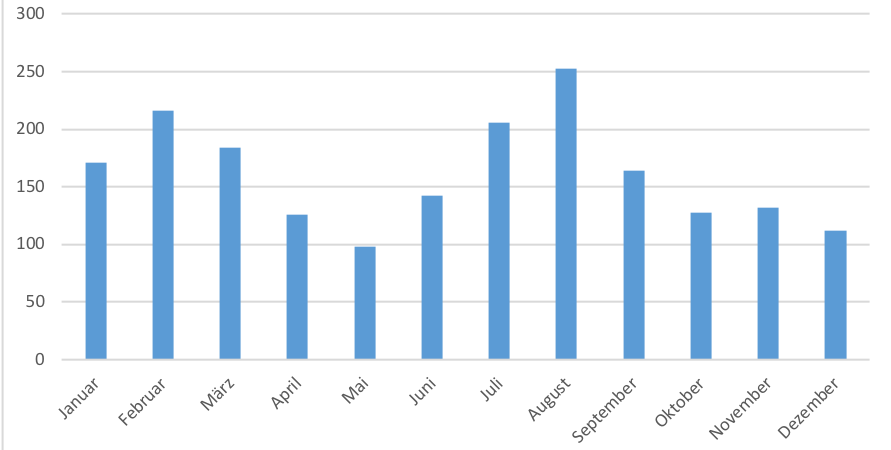 300
250
200
150
100
50
0
Januar
Februar
März
April
Mai
Juni
Juli
August
September
Oktober
November
Dezember